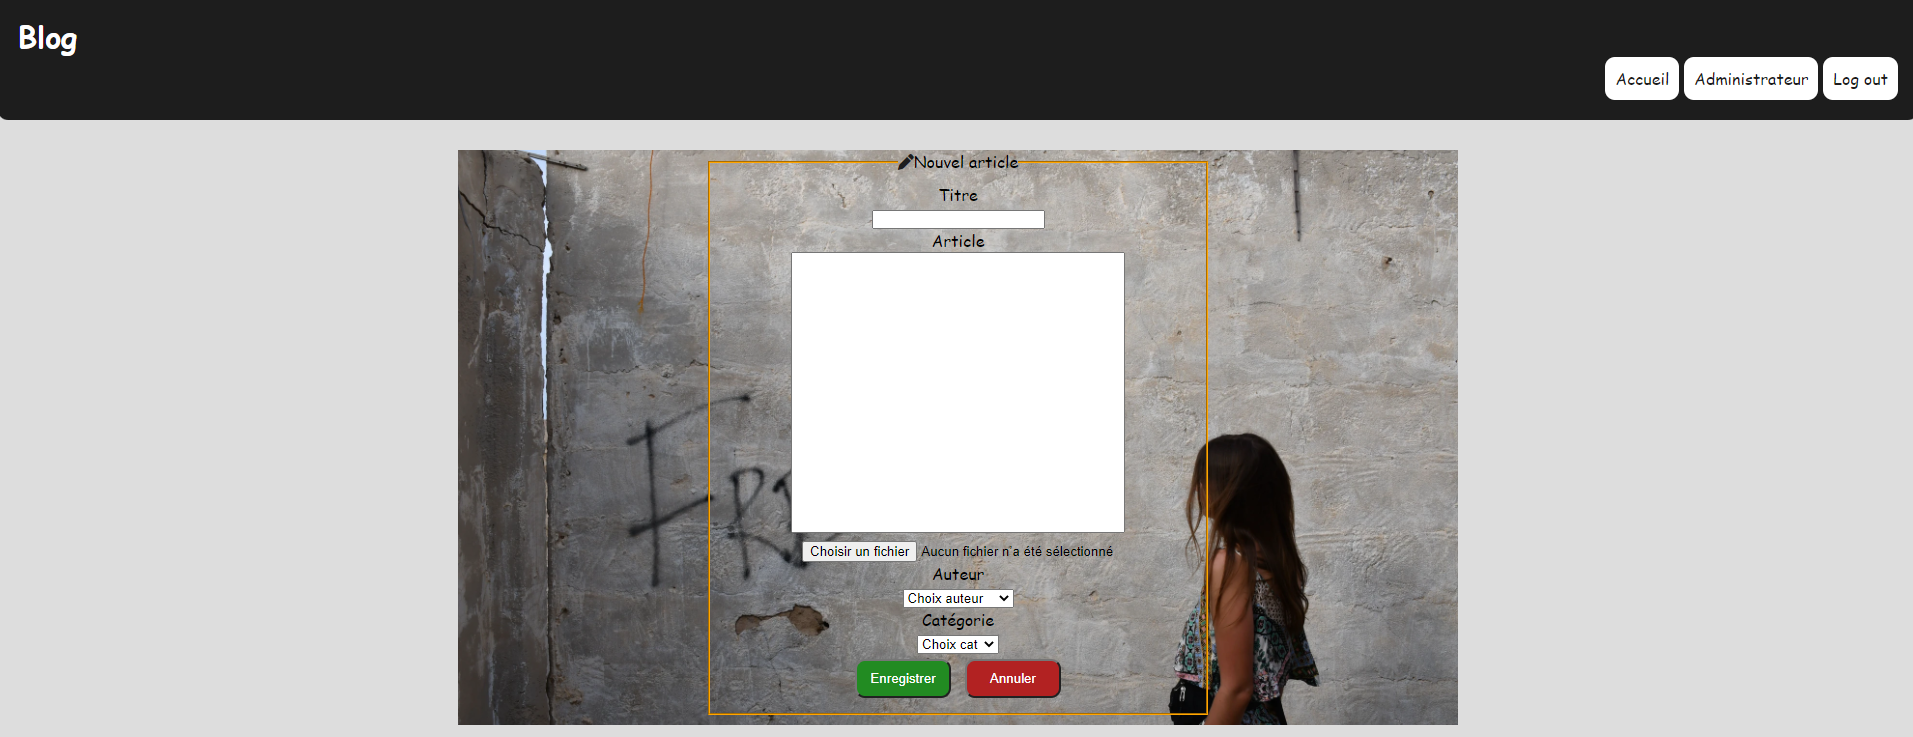 Blog
Accueil Administrateur Log out
Nouvel article
Titre
Article
Choisir un fichier Aucun fichier n'a été sélectionné
Auteur
Choix auteur
Catégorie
Choix cat
Enregistrer Annuler